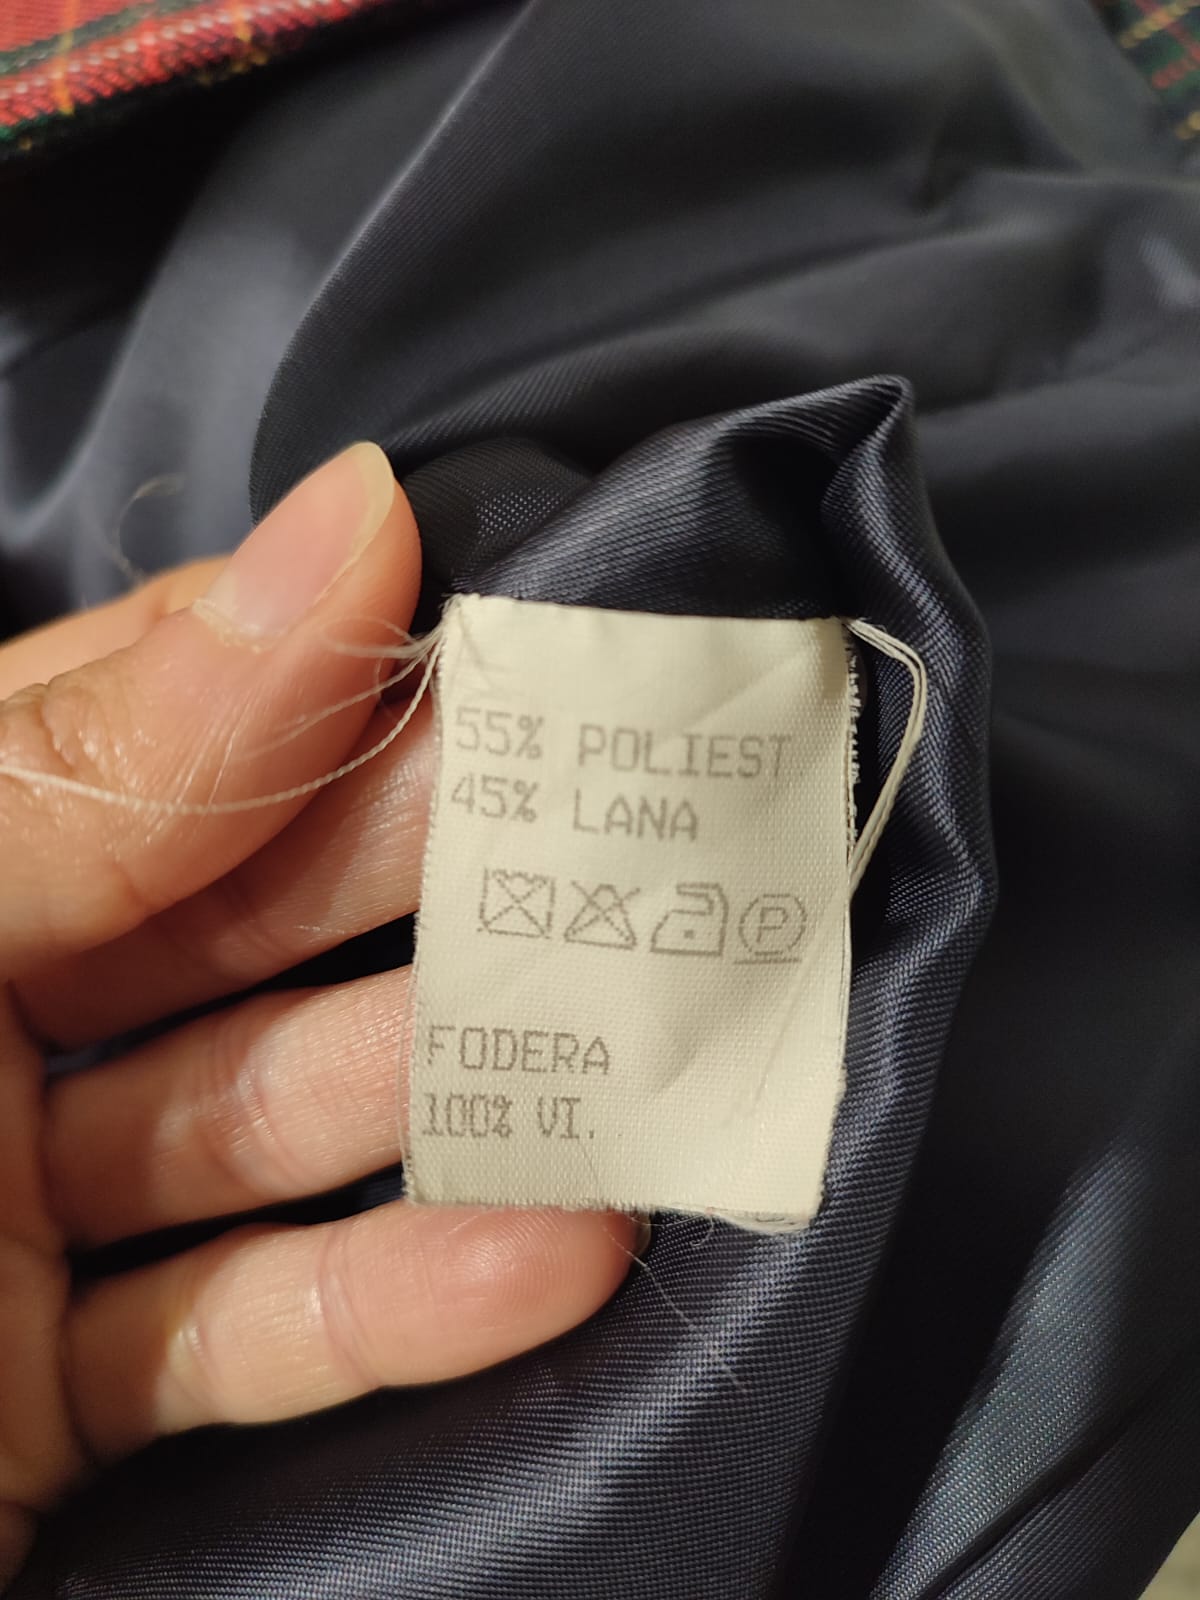 55% POLIEST.
45% LANA
P
FODERA
100% VI.